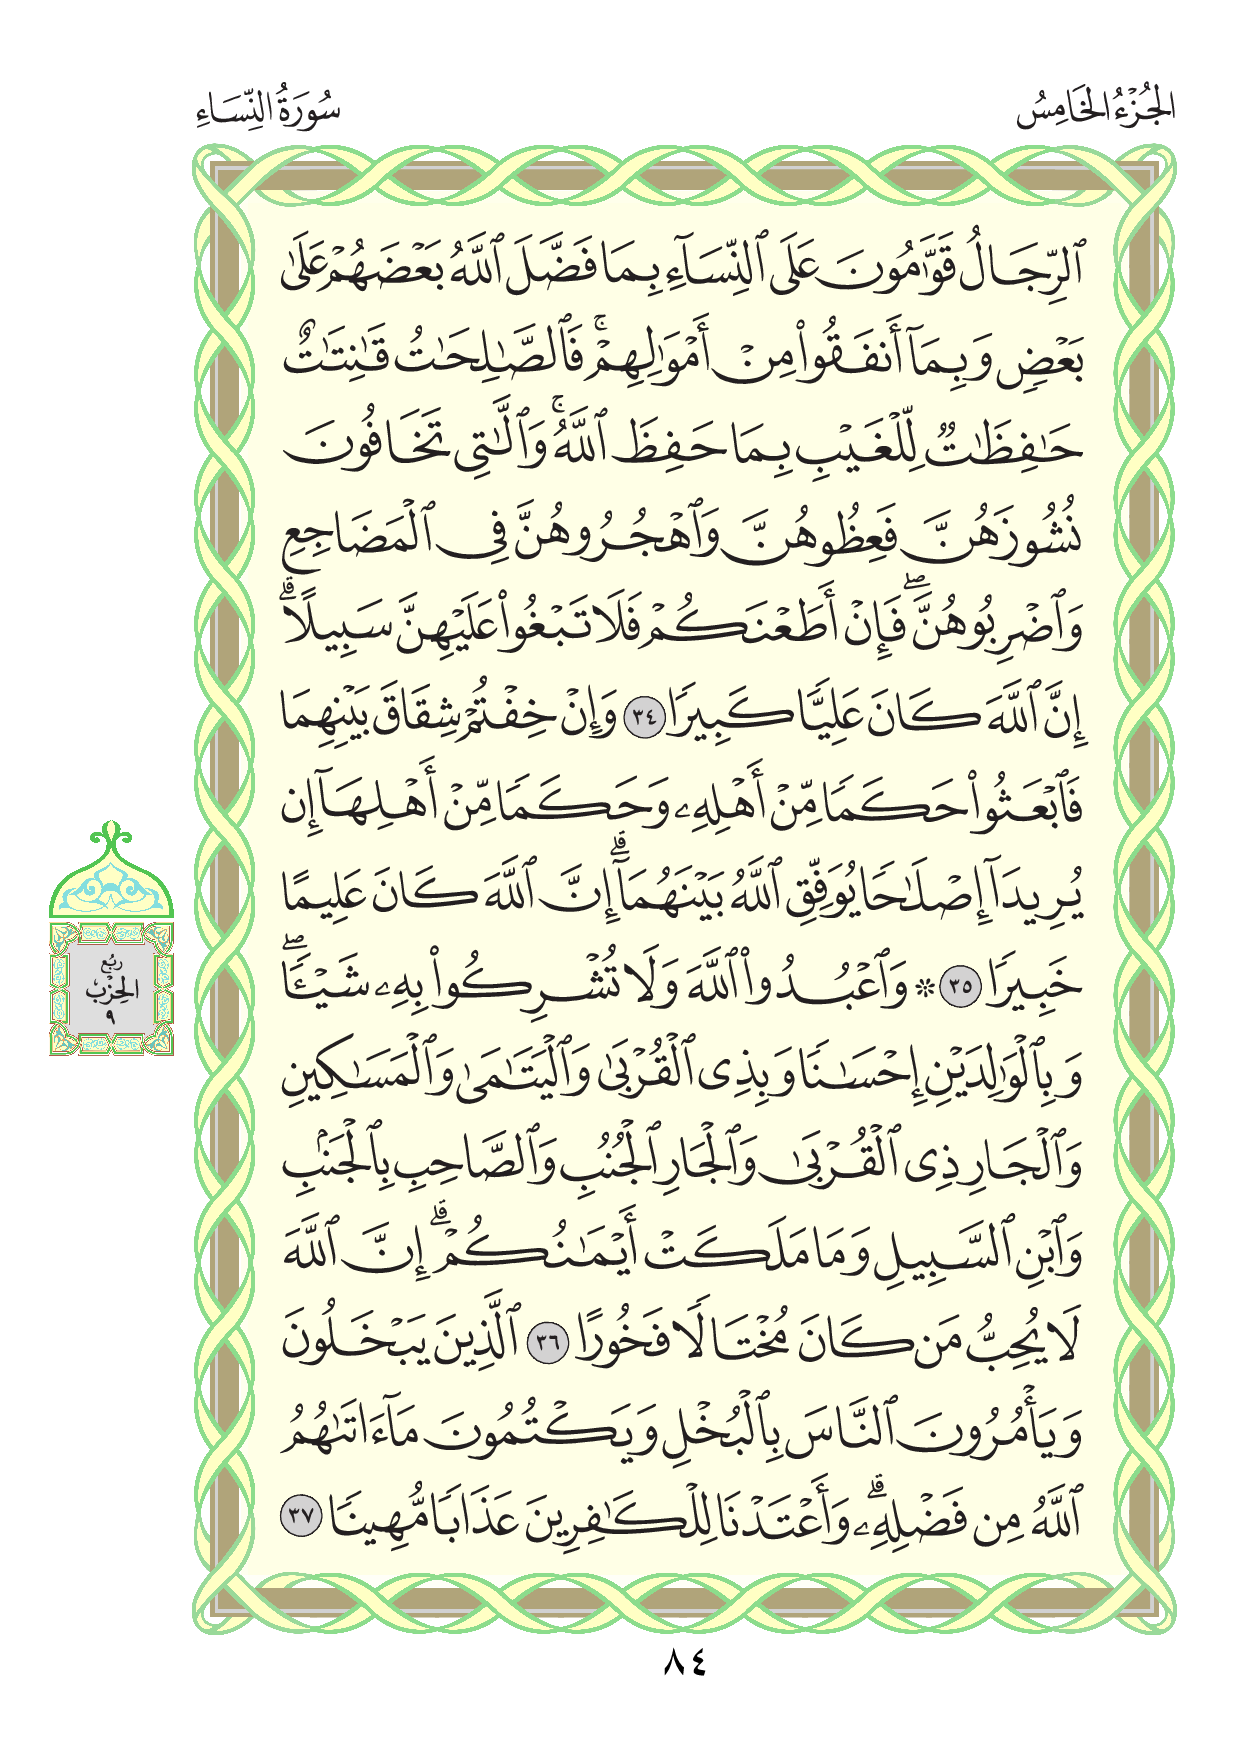 الجُزْءُ الخَامِسُ
سُورَةُ النِّسَاءِ
ٱلرِّجَالُ قَوَّٰمُونَ عَلَى ٱلنِّسَآءِ بِمَا فَضَّلَ ٱللَّهُ بَعْضَهُمْ عَلَىٰ
بَعْضٍ وَبِمَآ أَنفَقُوا۟ مِنْ أَمْوَٰلِهِمْ ۚ فَٱلصَّٰلِحَٰتُ قَٰنِتَٰتٌ
حَٰفِظَٰتٌ لِّلْغَيْبِ بِمَا حَفِظَ ٱللَّهُ ۚ وَٱلَّٰتِى تَخَافُونَ
نُشُوزَهُنَّ فَعِظُوهُنَّ وَٱهْجُرُوهُنَّ فِى ٱلْمَضَاجِعِ
وَٱضْرِبُوهُنَّ ۖ فَإِنْ أَطَعْنَكُمْ فَلَا تَبْغُوا۟ عَلَيْهِنَّ سَبِيلًا ۗ
إِنَّ ٱللَّهَ كَانَ عَلِيًّا كَبِيرًا ٣٤ وَإِنْ خِفْتُمْ شِقَاقَ بَيْنِهِمَا
فَٱبْعَثُوا۟ حَكَمًا مِّنْ أَهْلِهِۦ وَحَكَمًا مِّنْ أَهْلِهَآ إِن
يُرِيدَآ إِصْلَٰحًا يُوَفِّقِ ٱللَّهُ بَيْنَهُمَآ ۗ إِنَّ ٱللَّهَ كَانَ عَلِيمًا
خَبِيرًا ٣٥ ۞ وَٱعْبُدُوا۟ ٱللَّهَ وَلَا تُشْرِكُوا۟ بِهِۦ شَيْـًٔا ۖ
وَبِٱلْوَٰلِدَيْنِ إِحْسَٰنًا وَبِذِى ٱلْقُرْبَىٰ وَٱلْيَتَٰمَىٰ وَٱلْمَسَٰكِينِ
وَٱلْجَارِ ذِى ٱلْقُرْبَىٰ وَٱلْجَارِ ٱلْجُنُبِ وَٱلصَّاحِبِ بِٱلْجَنۢبِ
وَٱبْنِ ٱلسَّبِيلِ وَمَا مَلَكَتْ أَيْمَٰنُكُمْ ۗ إِنَّ ٱللَّهَ
لَا يُحِبُّ مَن كَانَ مُخْتَالًا فَخُورًا ٣٦ ٱلَّذِينَ يَبْخَلُونَ
وَيَأْمُرُونَ ٱلنَّاسَ بِٱلْبُخْلِ وَيَكْتُمُونَ مَآ ءَاتَىٰهُمُ
ٱللَّهُ مِن فَضْلِهِۦ ۗ وَأَعْتَدْنَا لِلْكَٰفِرِينَ عَذَابًا مُّهِينًا ٣٧
رُبْع
الحِزْب
٩
٨٤